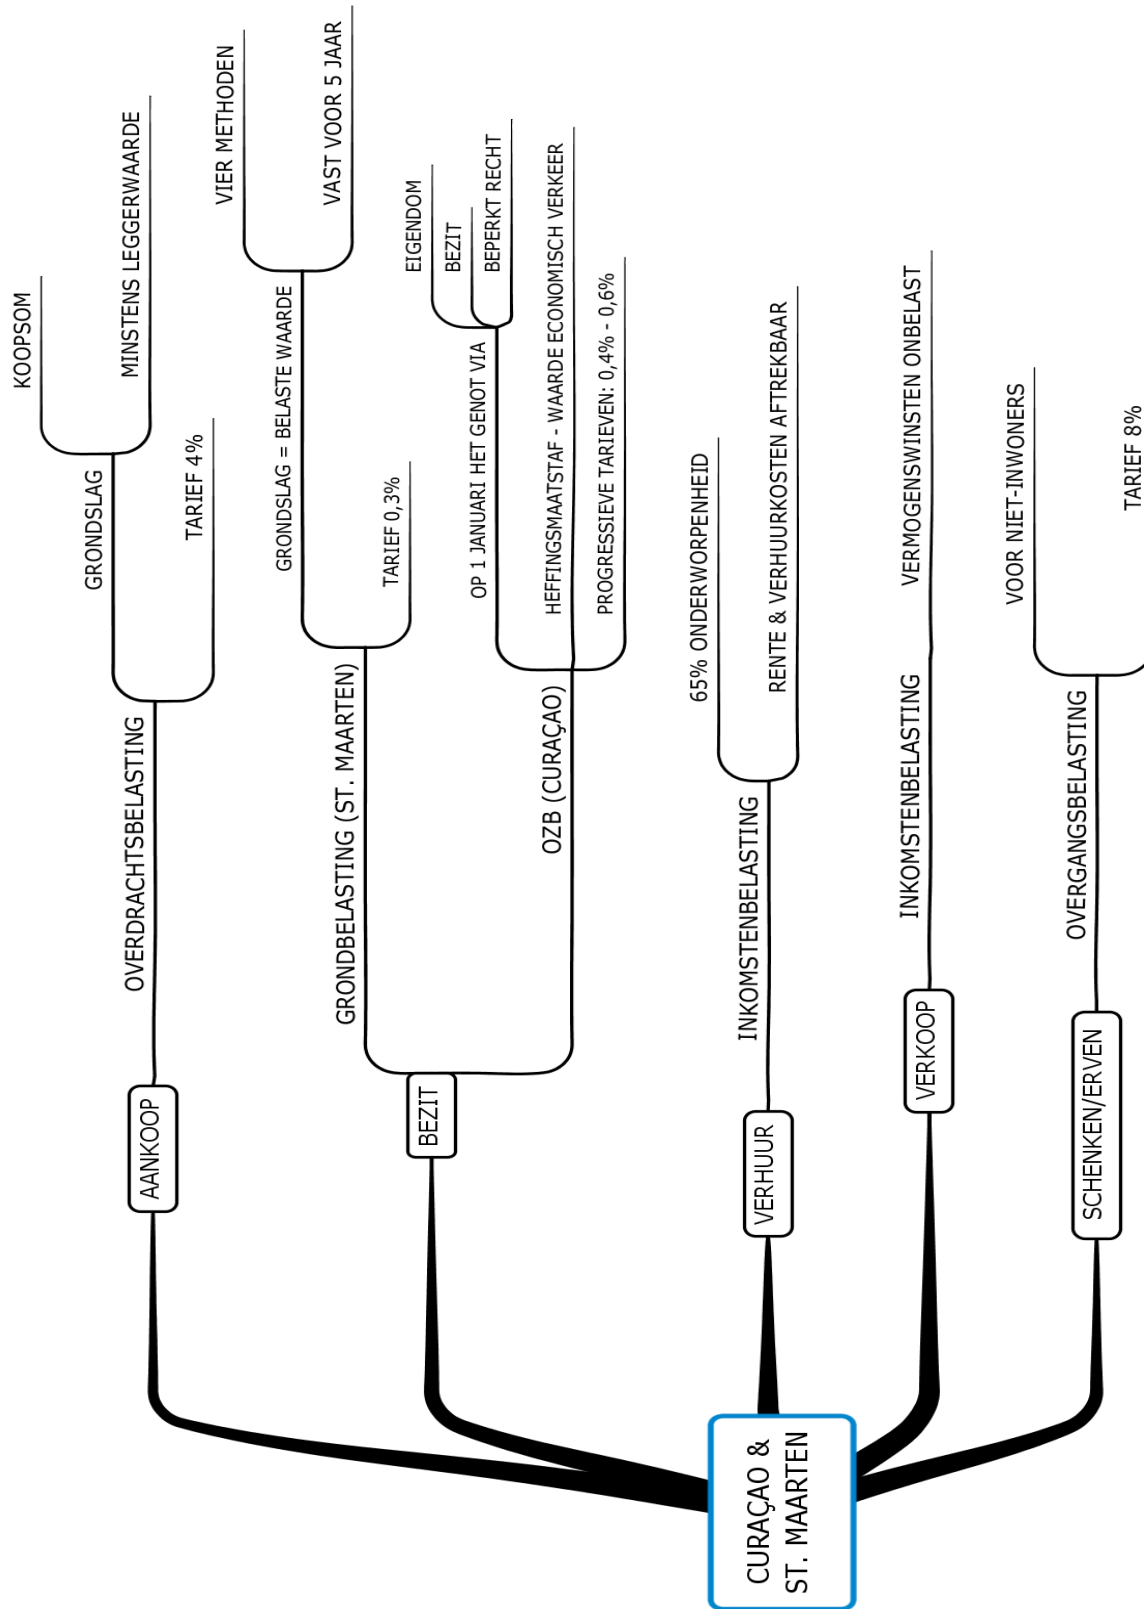 CURAÇAO &
ST. MAARTEN
AANKOOP
OVERDRACHTSBELASTING
GRONDSLAG
KOOPSOM
MINSTENS LEGGERWAARDE
TARIEF 4%
BEZIT
GRONDBELASTING (ST. MAARTEN)
GRONDSLAG = BELASTE WAARDE
VIER METHODEN
VAST VOOR 5 JAAR
TARIEF 0,3%
OZB (CURAÇAO)
OP 1 JANUARI HET GENOT VIA
EIGENDOM
BEZIT
BEPERKT RECHT
HEFFINGSMAATSTAF - WAARDE ECONOMISCH VERKEER
PROGRESSIEVE TARIEVEN: 0,4% - 0,6%
VERHUUR
INKOMSTENBELASTING
65% ONDERWORPENHEID
RENTE & VERHUURKOSTEN AFTREKBAAR
VERKOOP
INKOMSTENBELASTING
VERMOGENSWINSTEN ONBELAST
SCHENKEN/ERVEN
OVERGANGSBELASTING
VOOR NIET-INWONERS
TARIEF 8%